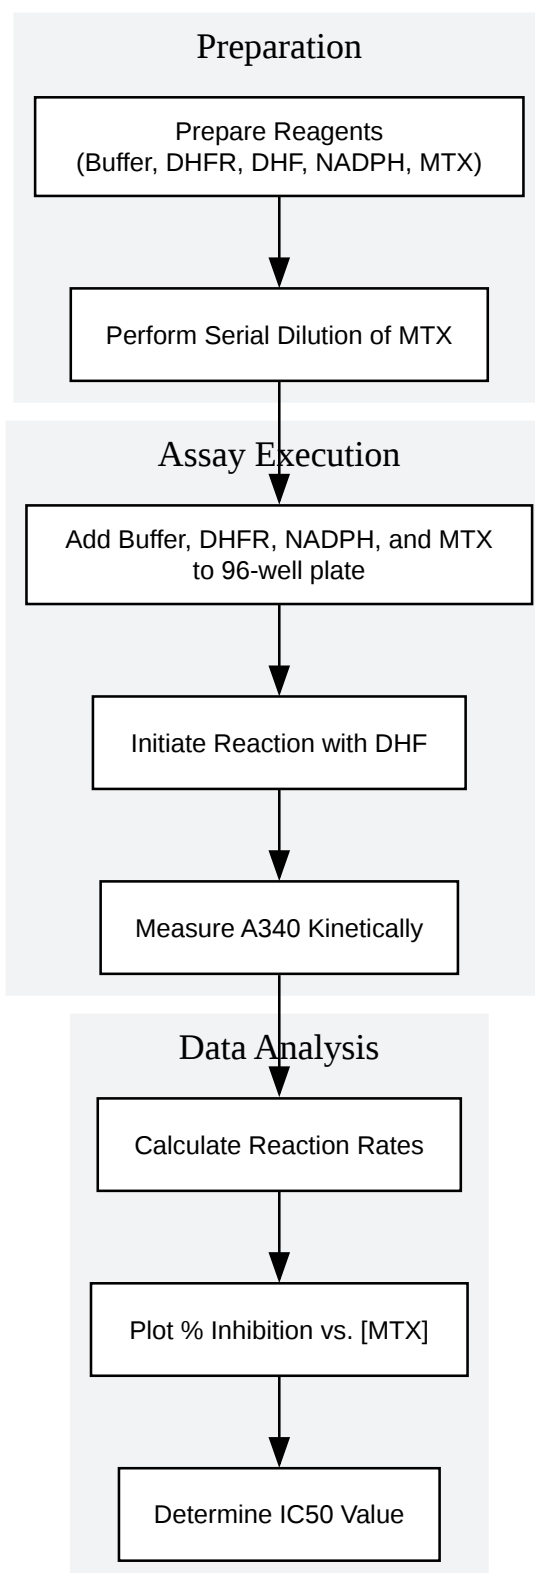 Preparation
Prepare Reagents
(Buffer, DHFR, DHF, NADPH, MTX)
Perform Serial Dilution of MTX
Assay Execution
Add Buffer, DHFR, NADPH, and MTX
to 96-well plate
Initiate Reaction with DHF
Measure A340 Kinetically
Data Analysis
Calculate Reaction Rates
Plot % Inhibition vs. [MTX]
Determine IC50 Value